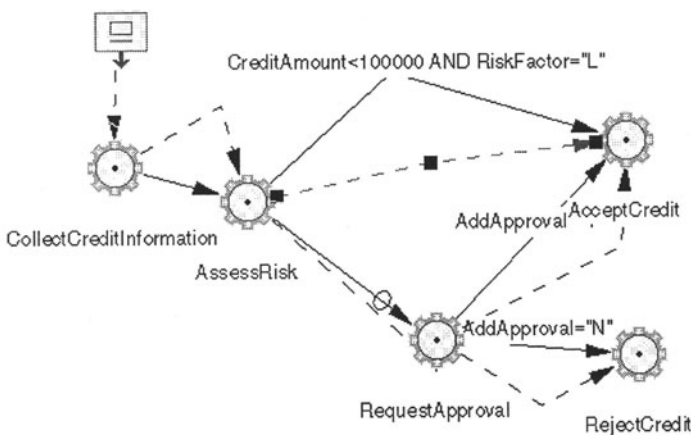 CreditAmount<100000 AND RiskFactor="L"
AddApproval
AcceptCredit
CollectCreditInformation
AssessRisk
AddApproval="N"
RequestApproval
RejectCredit